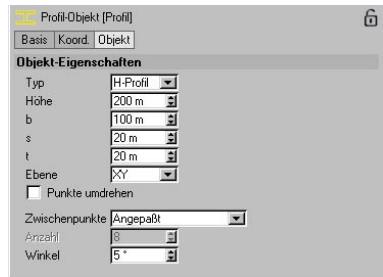 Profil-Objekt [Profil]
Basis Koord. Objekt
Objekt-Eigenschaften
Typ H-Profil
Höhe 200 m
b 100 m
s 20 m
t 20 m
Ebene XY
Punkte umdrehen
Zwischenpunkte Angepaßt
Anzahl 8
Winkel 5 °